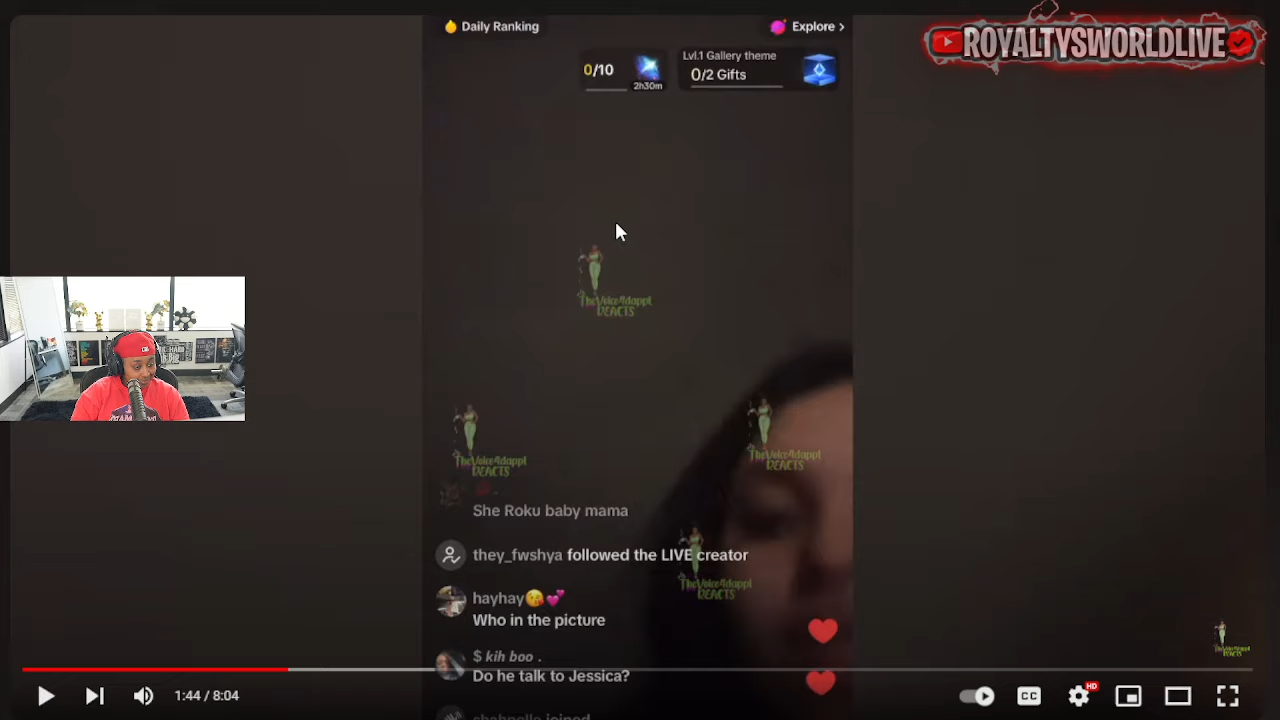 Daily Ranking
Explore >
ROYALTYSWORLDLIVE
0/10
2h30m
Lvl.1 Gallery theme
0/2 Gifts
TheVoice4dappl
REACTS
TheVoice4dappl
REACTS
TheVoice4dappl
REACTS
She Roku baby mama
they_fwshya followed the LIVE creator
TheVoice4dappl
REACTS
hayhay😘💕
Who in the picture
$ kih boo .
Do he talk to Jessica?
1:44 / 8:04
CC
HD